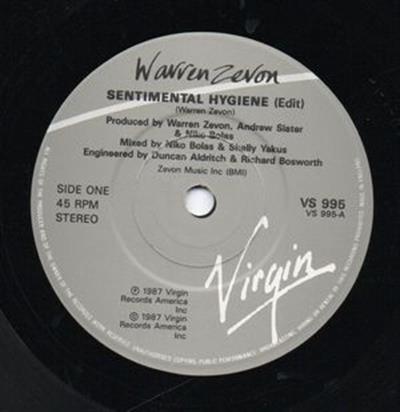 Warren Zevon
SENTIMENTAL HYGIENE (Edit)
(Warren Zevon)
Produced by Warren Zevon, Andrew Slater
& Niko Bolas
Mixed by Niko Bolas & Shelly Yakus
Engineered by Duncan Aldritch & Richard Bosworth
Zevon Music Inc (BMI)
SIDE ONE
45 RPM
STEREO
VS 995
VS 995-A
Virgin
℗ 1987 Virgin
Records America
Inc
© 1987 Virgin
Records America
Inc